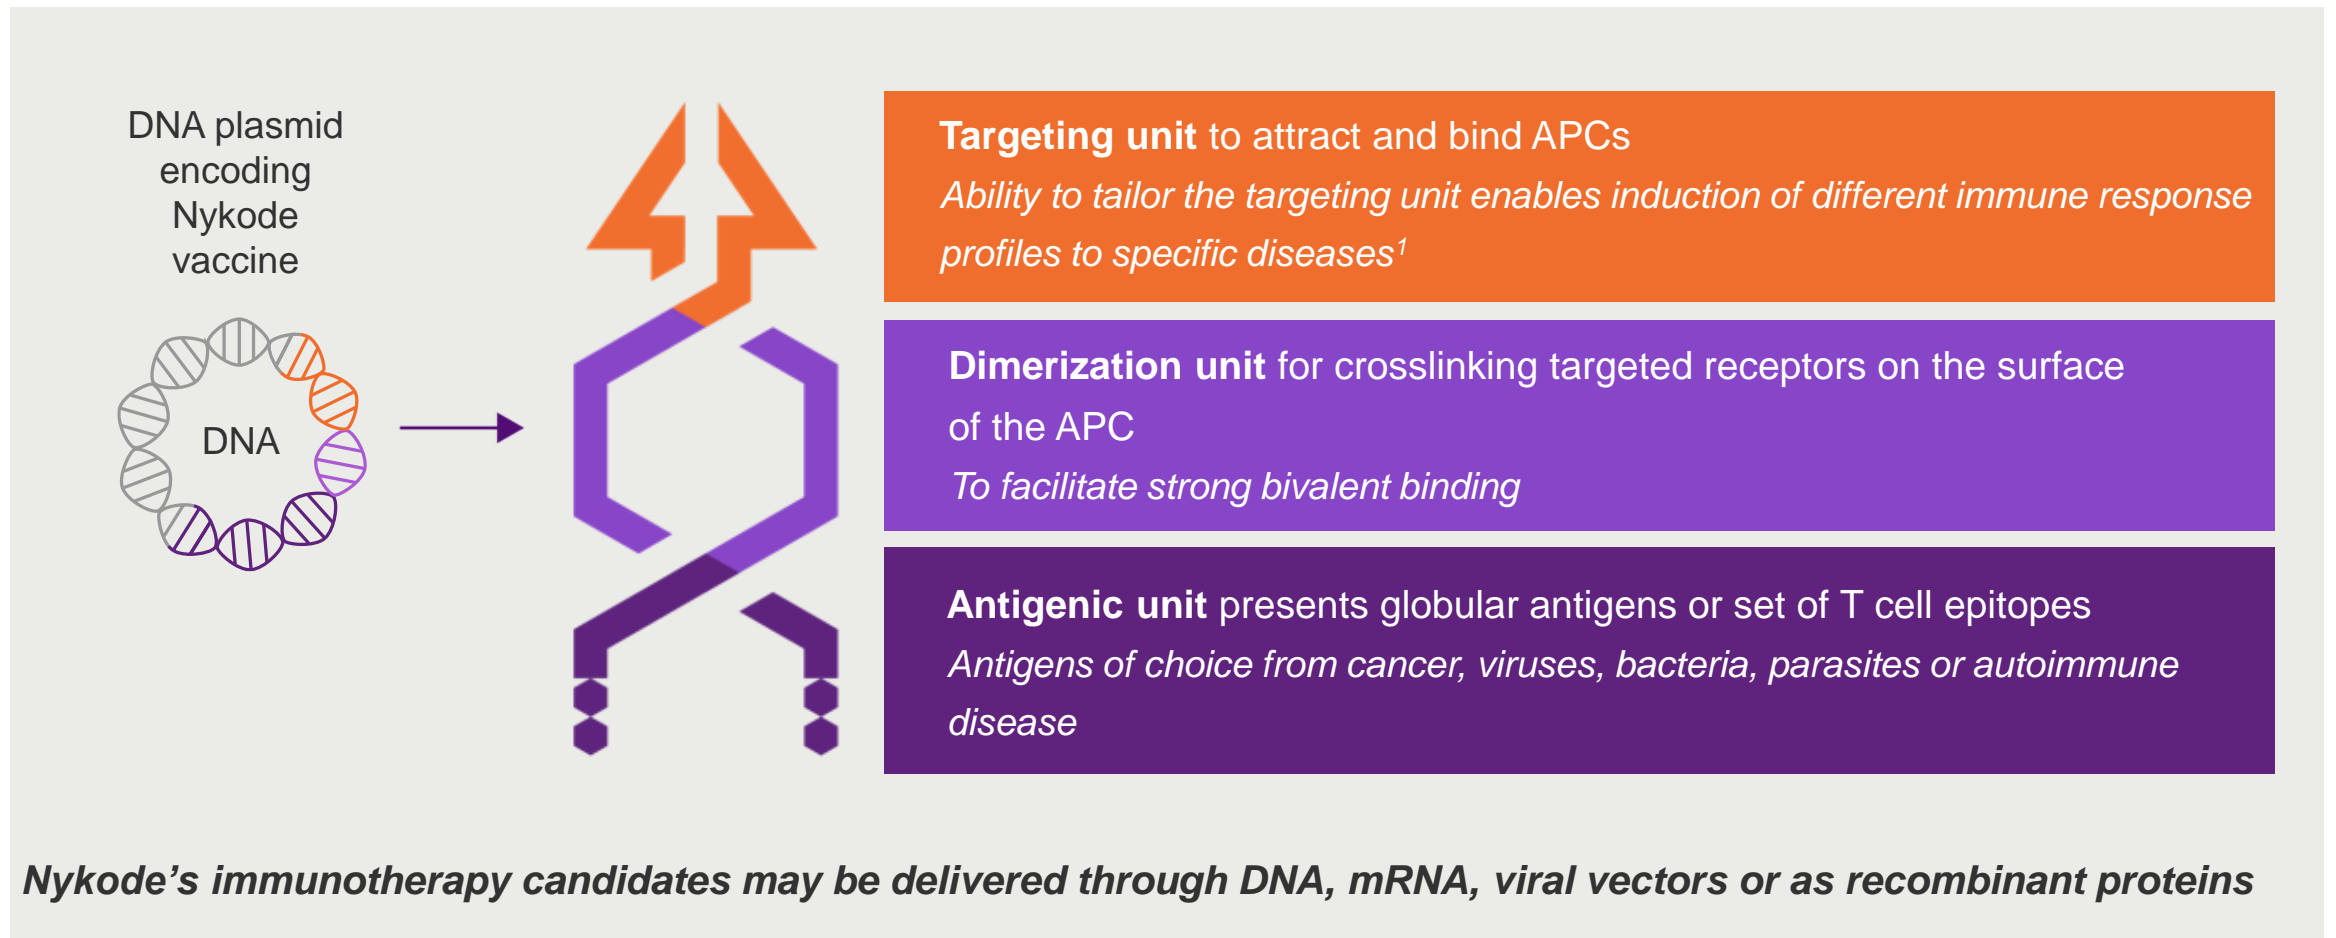 DNA plasmid
encoding
Nykode
vaccine
DNA
Targeting unit to attract and bind APCs
Ability to tailor the targeting unit enables induction of different immune response
profiles to specific diseases¹
Dimerization unit for crosslinking targeted receptors on the surface
of the APC
To facilitate strong bivalent binding
Antigenic unit presents globular antigens or set of T cell epitopes
Antigens of choice from cancer, viruses, bacteria, parasites or autoimmune
disease
Nykode’s immunotherapy candidates may be delivered through DNA, mRNA, viral vectors or as recombinant proteins